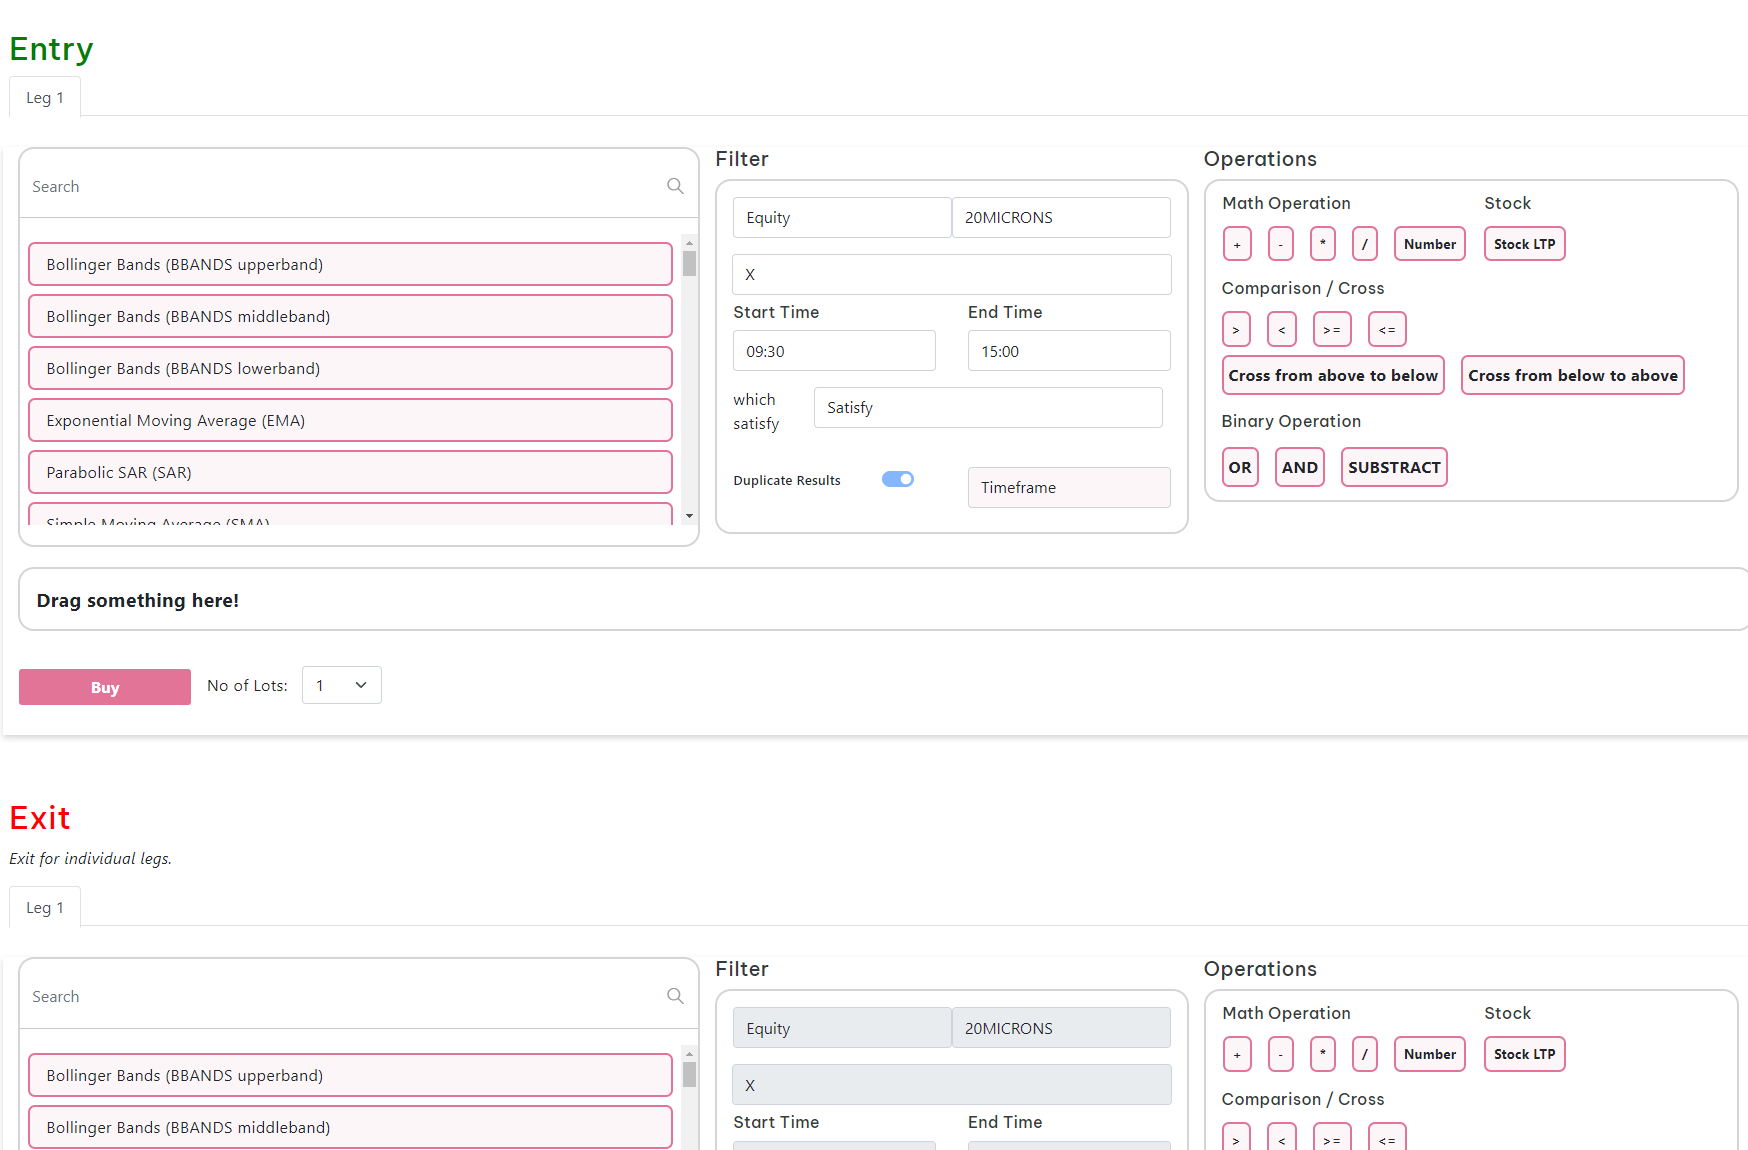 Entry
Leg 1
Search
Bollinger Bands (BBANDS upperband)
Bollinger Bands (BBANDS middleband)
Bollinger Bands (BBANDS lowerband)
Exponential Moving Average (EMA)
Parabolic SAR (SAR)
Simple Moving Average (SMA)
Filter
Equity
20MICRONS
X
Start Time
End Time
09:30
15:00
which
satisfy
Satisfy
Duplicate Results
Timeframe
Operations
Math Operation
Stock
+ - * / Number
Stock LTP
Comparison / Cross
> < >= <=
Cross from above to below
Cross from below to above
Binary Operation
OR AND SUBSTRACT
Drag something here!
Buy
No of Lots:
1
Exit
Exit for individual legs.
Leg 1
Search
Bollinger Bands (BBANDS upperband)
Bollinger Bands (BBANDS middleband)
Filter
Equity
20MICRONS
X
Start Time
End Time
Operations
Math Operation
Stock
+ - * / Number
Stock LTP
Comparison / Cross
> < >= <=